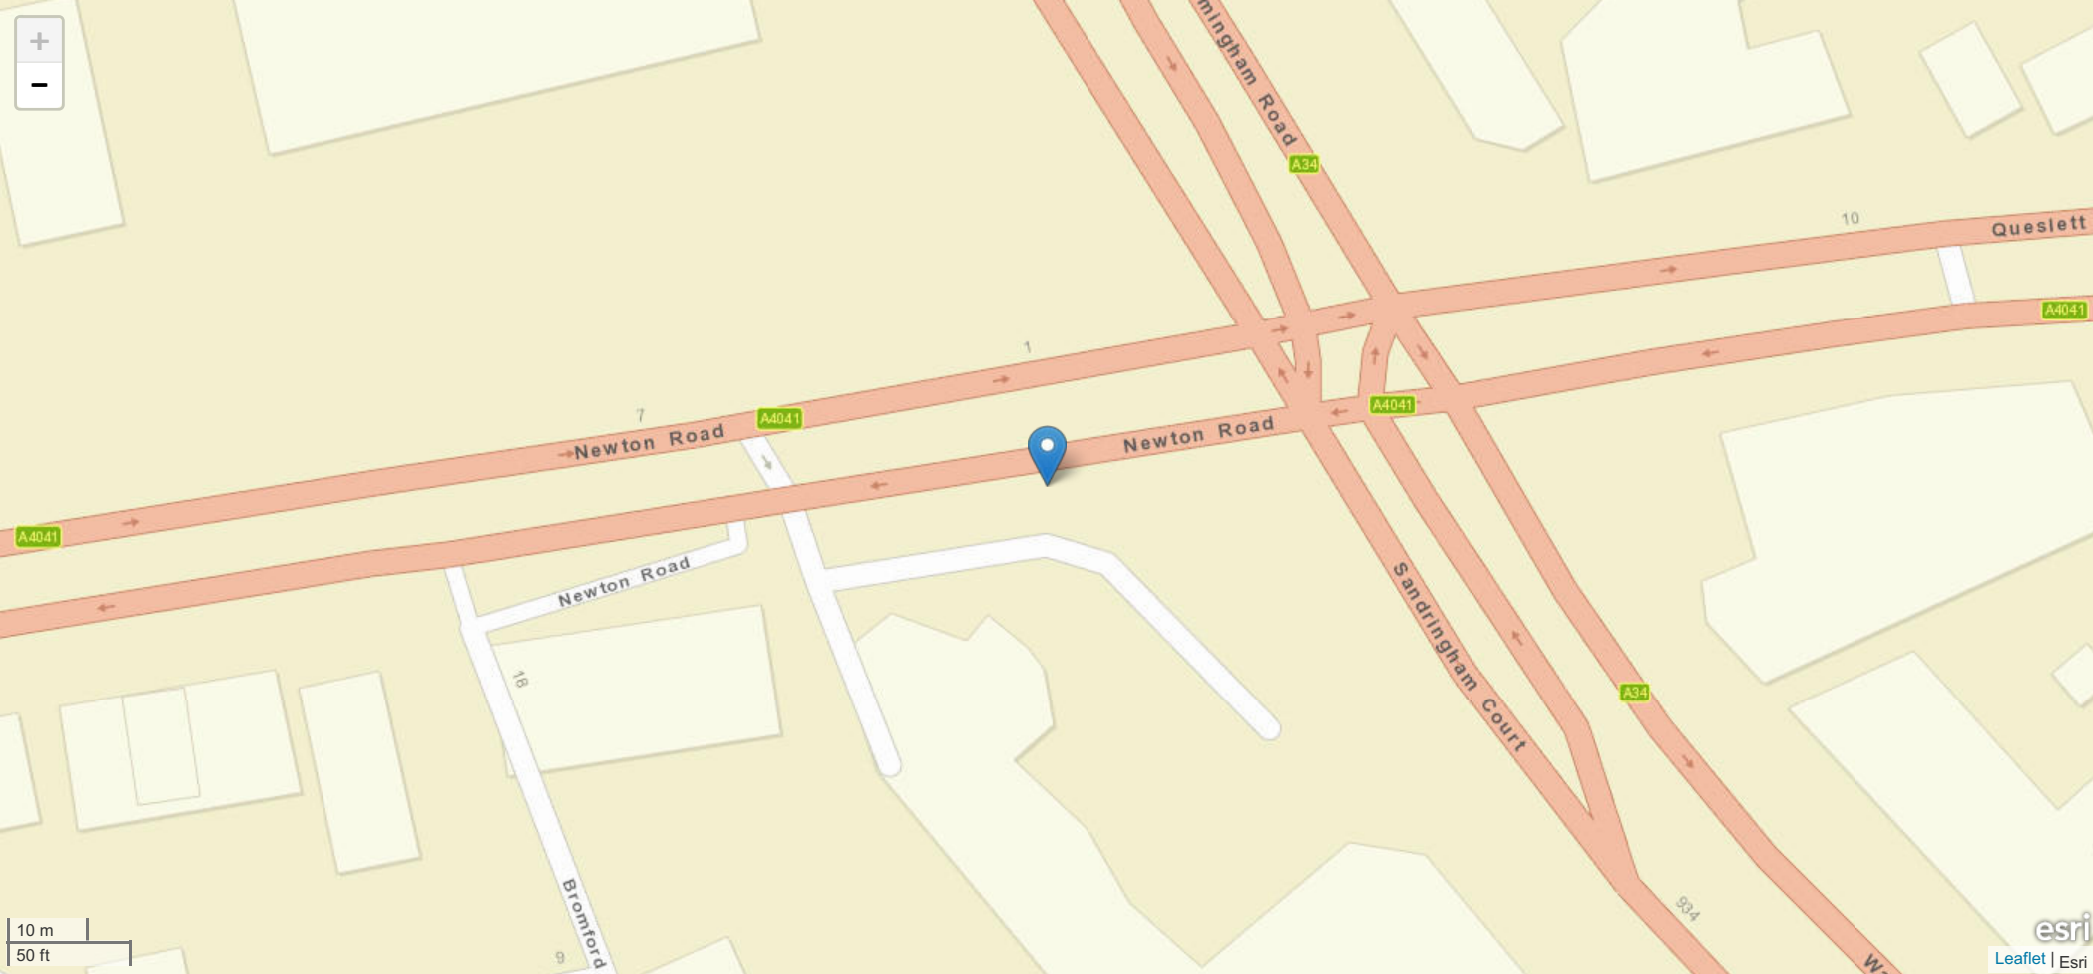 +
−
mingham Road
A34
10
Queslett
A4041
1
7
A4041
Newton Road
A4041
Newton Road
A4041
Newton Road
18
Sandringham Court
A34
934
Bromford
9
10 m
50 ft
esri
Leaflet | Esri